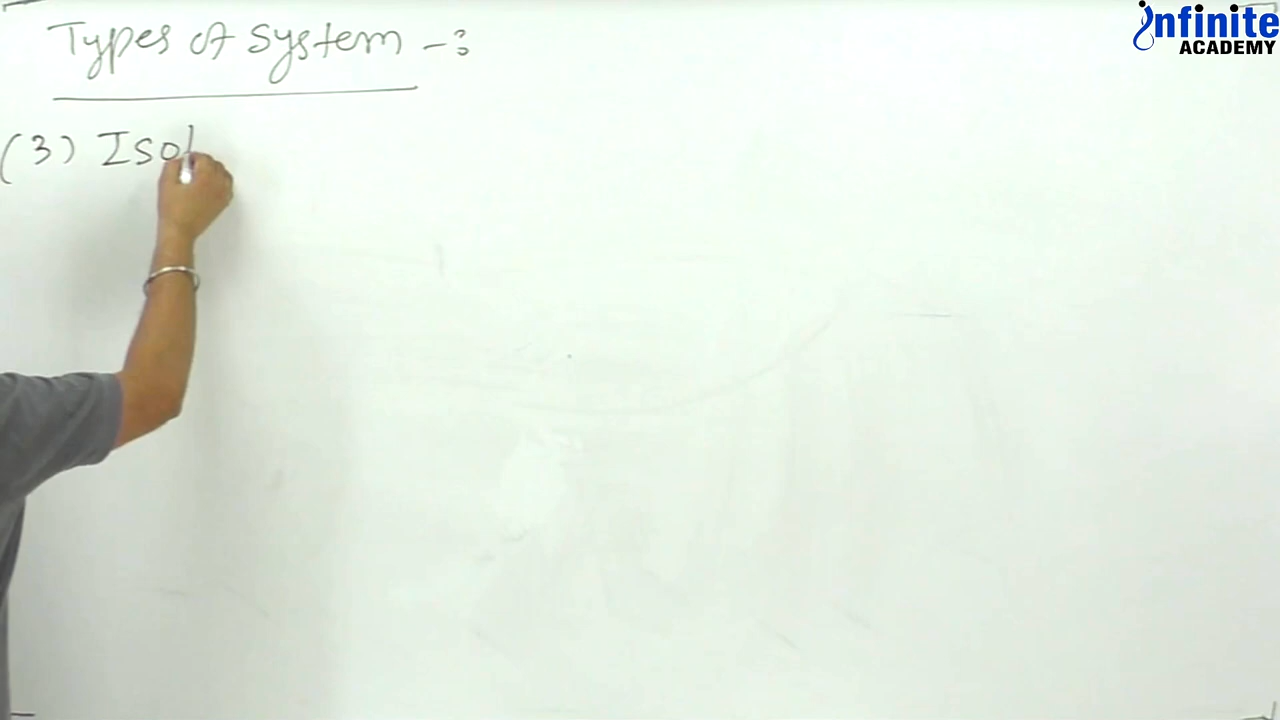 Types of System -:
(3) Isol
infinite
ACADEMY